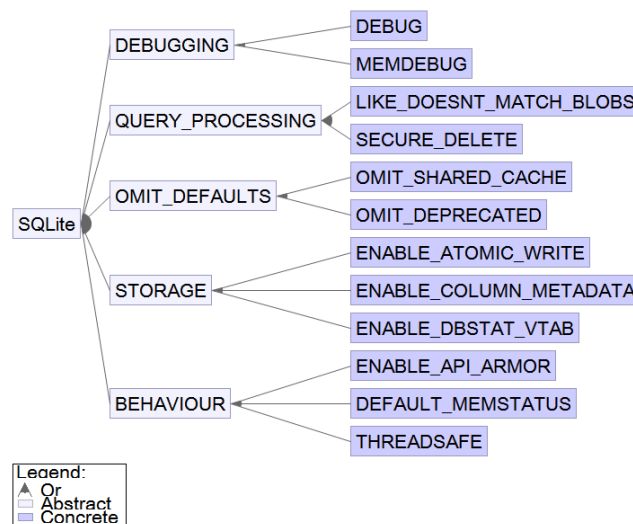 DEBUG
DEBUGGING
MEMDEBUG
LIKE_DOESNT_MATCH_BLOBS
QUERY_PROCESSING
SECURE_DELETE
OMIT_SHARED_CACHE
OMIT_DEFAULTS
OMIT_DEPRECATED
SQLite
ENABLE_ATOMIC_WRITE
STORAGE
ENABLE_COLUMN_METADATA
ENABLE_DBSTAT_VTAB
ENABLE_API_ARMOR
BEHAVIOUR
DEFAULT_MEMSTATUS
THREADSAFE
Legend:
Or
Abstract
Concrete